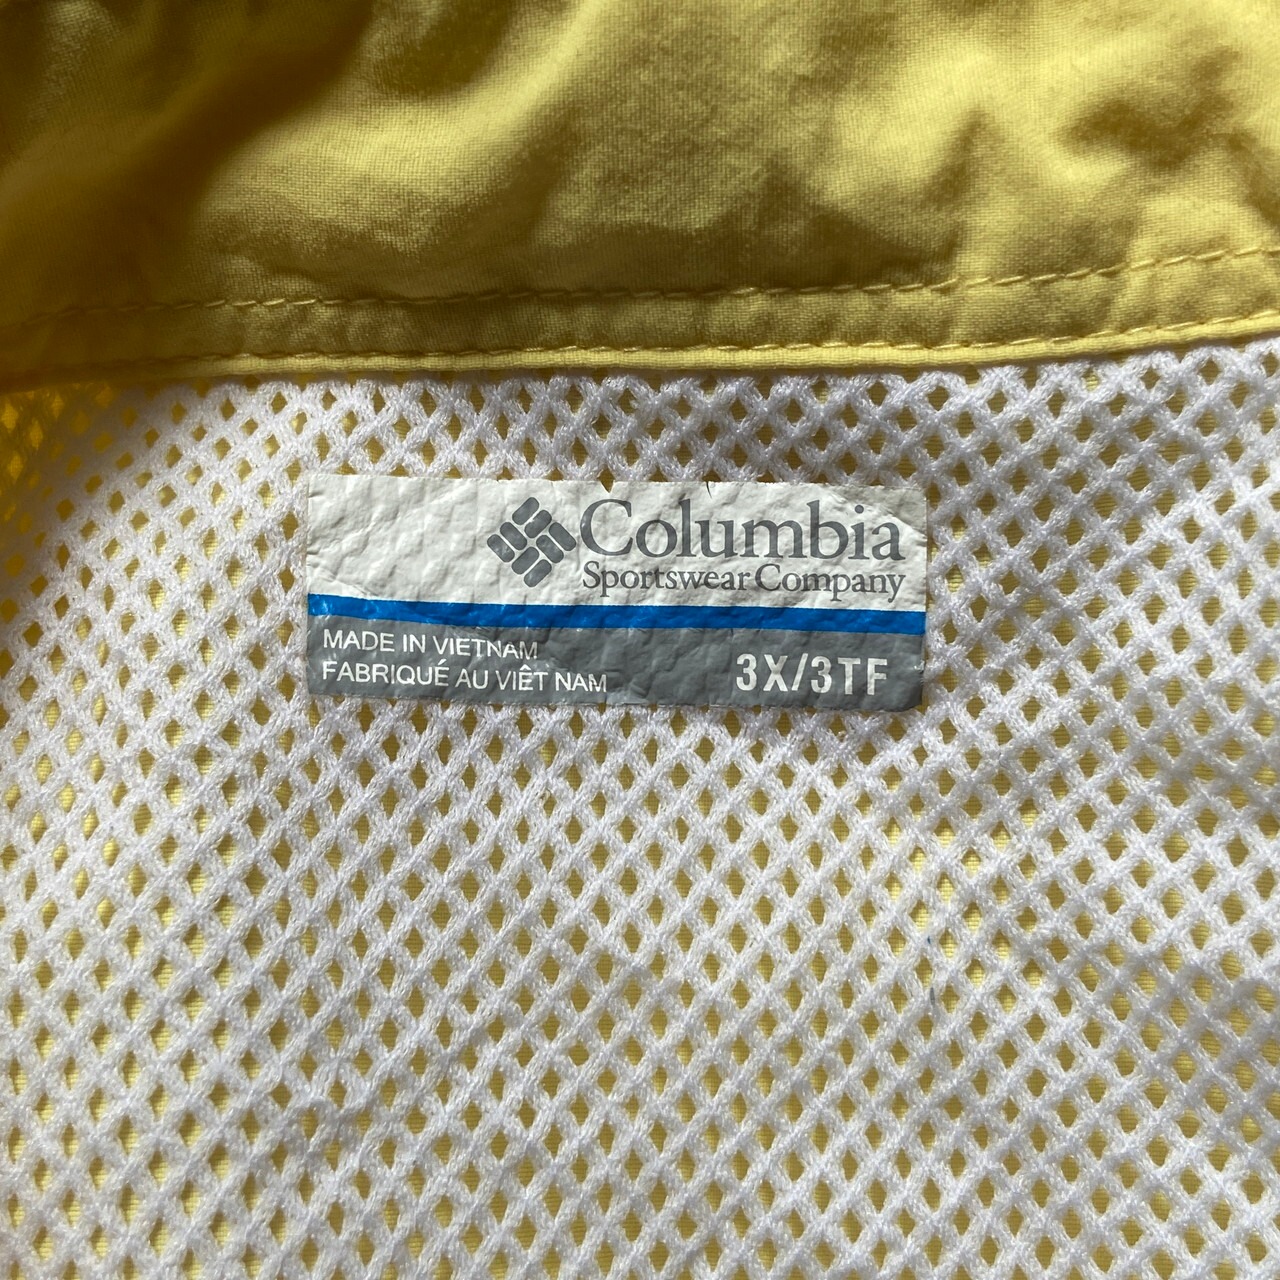 Columbia
Sportswear Company
MADE IN VIETNAM
FABRIQUÉ AU VIÊT NAM
3X/3TF